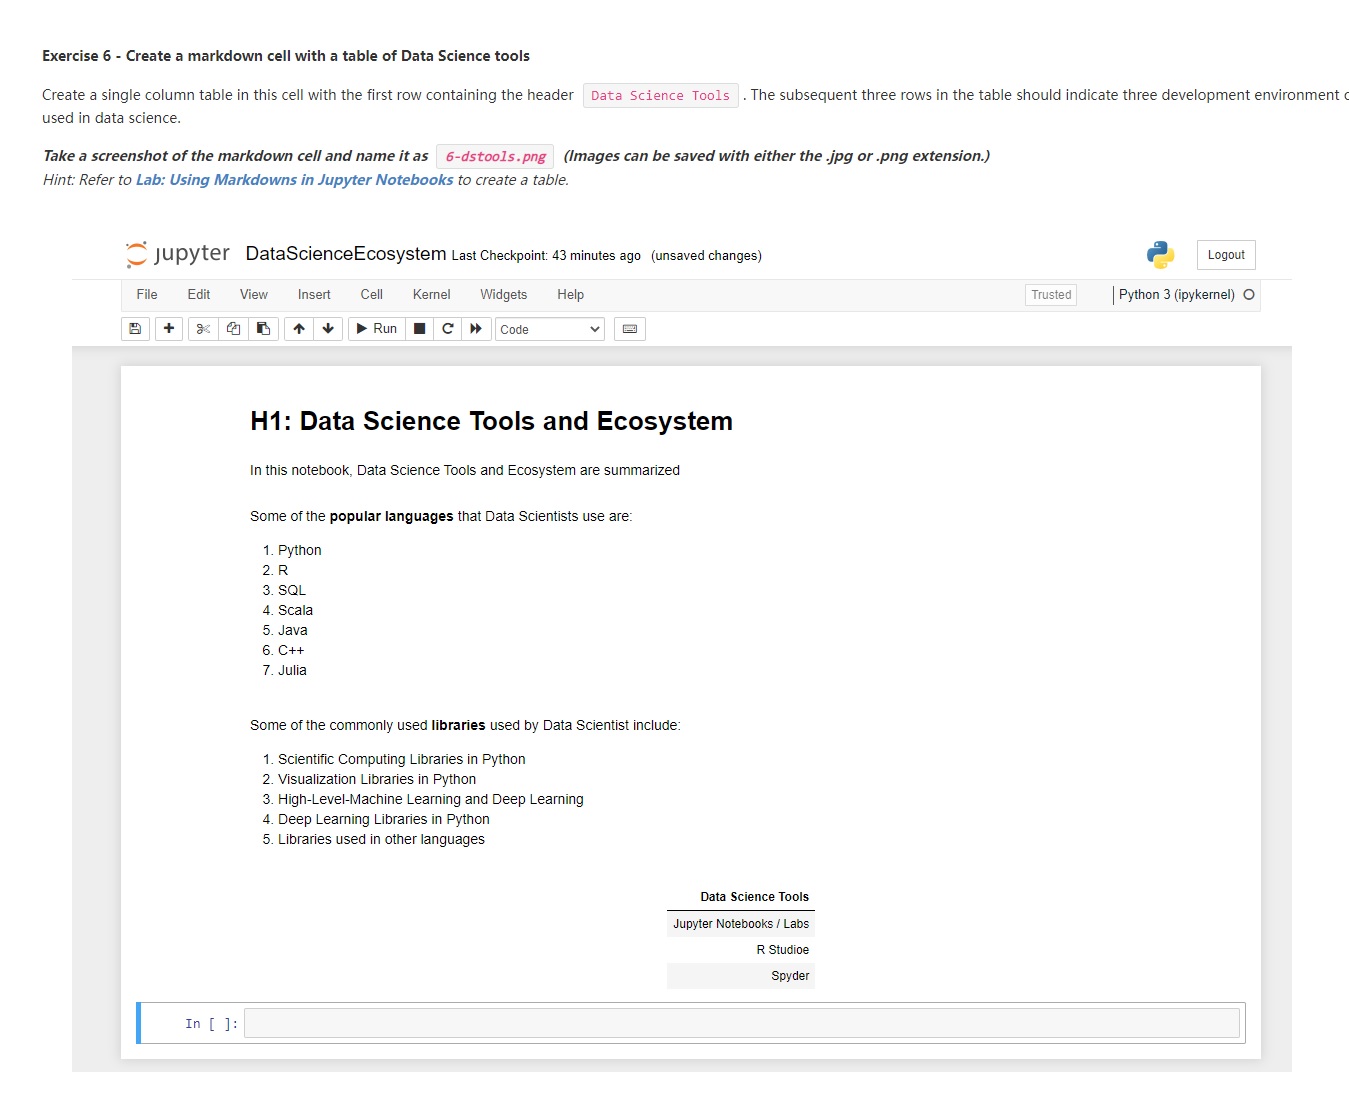 Exercise 6 - Create a markdown cell with a table of Data Science tools
Create a single column table in this cell with the first row containing the header Data Science Tools . The subsequent three rows in the table should indicate three development environment
used in data science.
Take a screenshot of the markdown cell and name it as 6-dstools.png (Images can be saved with either the .jpg or .png extension.)
Hint: Refer to Lab: Using Markdowns in Jupyter Notebooks to create a table.
jupyter DataScienceEcosystem Last Checkpoint: 43 minutes ago (unsaved changes)
Logout
File Edit View Insert Cell Kernel Widgets Help
Trusted
Python 3 (ipykernel)
Run
Code
H1: Data Science Tools and Ecosystem
In this notebook, Data Science Tools and Ecosystem are summarized
Some of the popular languages that Data Scientists use are:
1. Python
2. R
3. SQL
4. Scala
5. Java
6. C++
7. Julia
Some of the commonly used libraries used by Data Scientist include:
1. Scientific Computing Libraries in Python
2. Visualization Libraries in Python
3. High-Level-Machine Learning and Deep Learning
4. Deep Learning Libraries in Python
5. Libraries used in other languages
Data Science Tools
Jupyter Notebooks / Labs
R Studioe
Spyder
In [ ]: